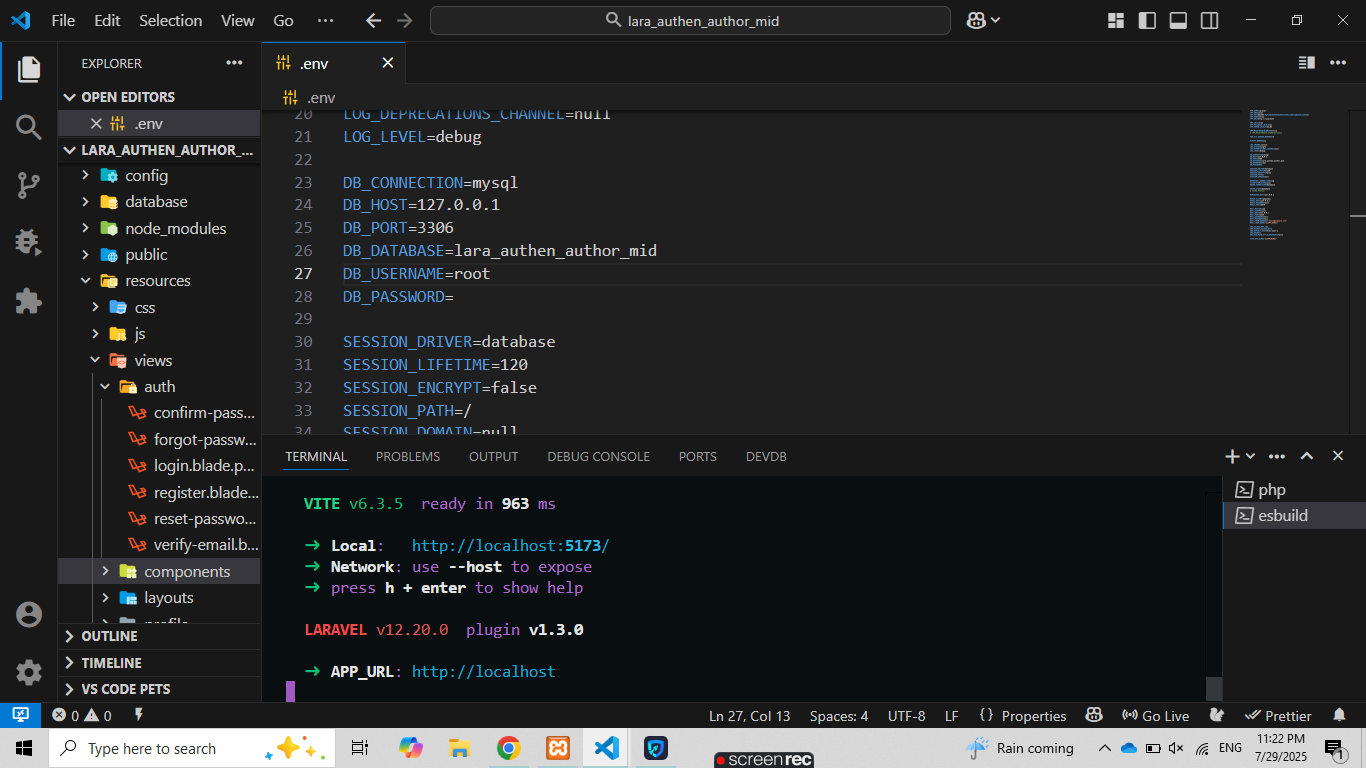 File Edit Selection View Go ··· lara_authen_author_mid
EXPLORER ···
OPEN EDITORS
.env
LARA_AUTHEN_AUTHOR_...
config
database
node_modules
public
resources
css
js
views
auth
confirm-pass...
forgot-passw...
login.blade.p...
register.blade...
reset-passwo...
verify-email.b...
components
layouts
profile
OUTLINE
TIMELINE
VS CODE PETS
.env
.env
20 LOG_DEPRECATIONS_CHANNEL=null
21 LOG_LEVEL=debug
22
23 DB_CONNECTION=mysql
24 DB_HOST=127.0.0.1
25 DB_PORT=3306
26 DB_DATABASE=lara_authen_author_mid
27 DB_USERNAME=root
28 DB_PASSWORD=
29
30 SESSION_DRIVER=database
31 SESSION_LIFETIME=120
32 SESSION_ENCRYPT=false
33 SESSION_PATH=/
34 SESSION_DOMAIN=null
TERMINAL PROBLEMS OUTPUT DEBUG CONSOLE PORTS DEVDB
VITE v6.3.5 ready in 963 ms
➜ Local: http://localhost:5173/
➜ Network: use --host to expose
➜ press h + enter to show help
LARAVEL v12.20.0 plugin v1.3.0
➜ APP_URL: http://localhost
php
esbuild
0 0 Ln 27, Col 13 Spaces: 4 UTF-8 LF {} Properties Go Live Prettier
Type here to search
screenrec
Rain coming
ENG
11:22 PM
7/29/2025
1